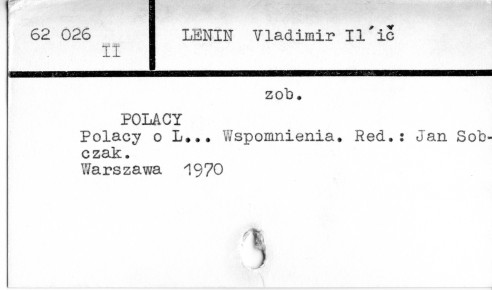 62 026 LENIN Vladimir Il´ič
II
zob.
POLACY
Polacy o L... Wspomnienia. Red.: Jan Sob-
czak.
Warszawa 1970